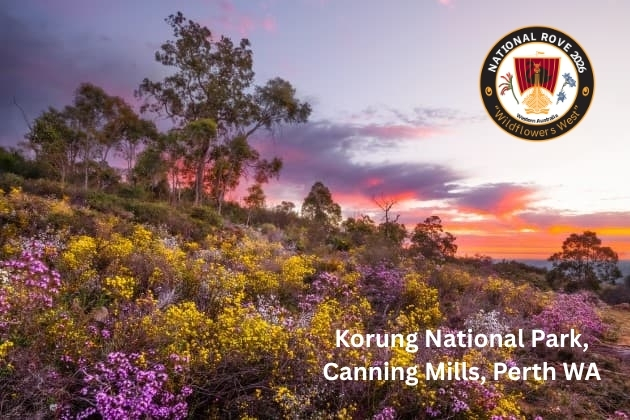 NATIONAL ROVE 2026
Western Australia
"Wildflowers West"
Korung National Park,
Canning Mills, Perth WA